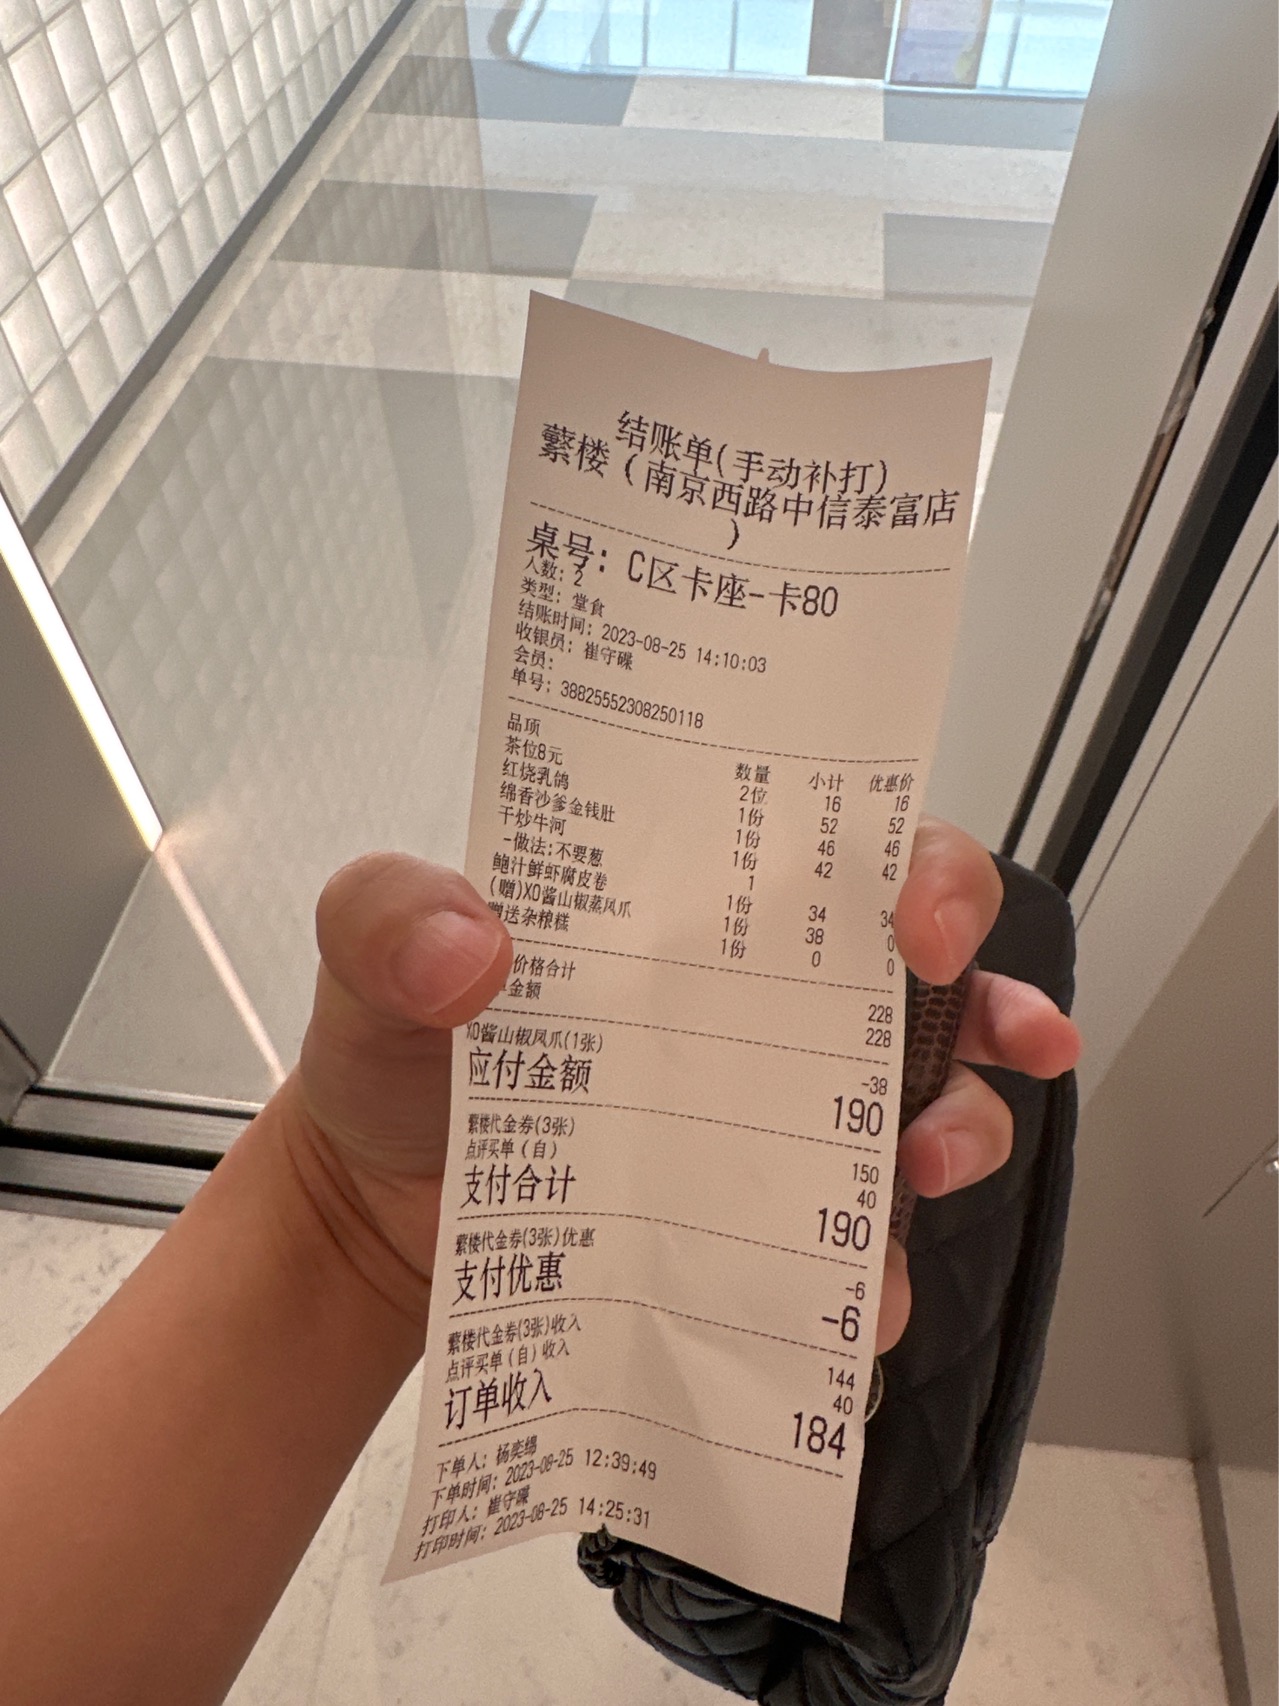 结账单(手动补打)
蘩楼（南京西路中信泰富店
）
桌号: C区卡座-卡80
人数: 2
类型: 堂食
结账时间: 2023-08-25 14:10:03
收银员: 崔守碟
会员:
单号: 38825552308250118
品项 数量 小计 优惠价
茶位8元 2位 16 16
红烧乳鸽 1份 52 52
绵香沙爹金钱肚 1份 46 46
干炒牛河 1份 42 42
-做法:不要葱 1
鲍汁鲜虾腐皮卷 1份 34 34
(赠)XO酱山椒蒸凤爪 1份 38 0
赠送杂粮糕 1份 0 0
价格合计 228
金额 228
XO酱山椒凤爪(1张) -38
应付金额 190
蘩楼代金券(3张) 150
点评买单（自） 40
支付合计 190
蘩楼代金券(3张)优惠 -6
支付优惠 -6
蘩楼代金券(3张)收入 144
点评买单（自）收入 40
订单收入 184
下单人: 杨奕绵
下单时间: 2023-08-25 12:39:49
打印人: 崔守碟
打印时间: 2023-08-25 14:25:31